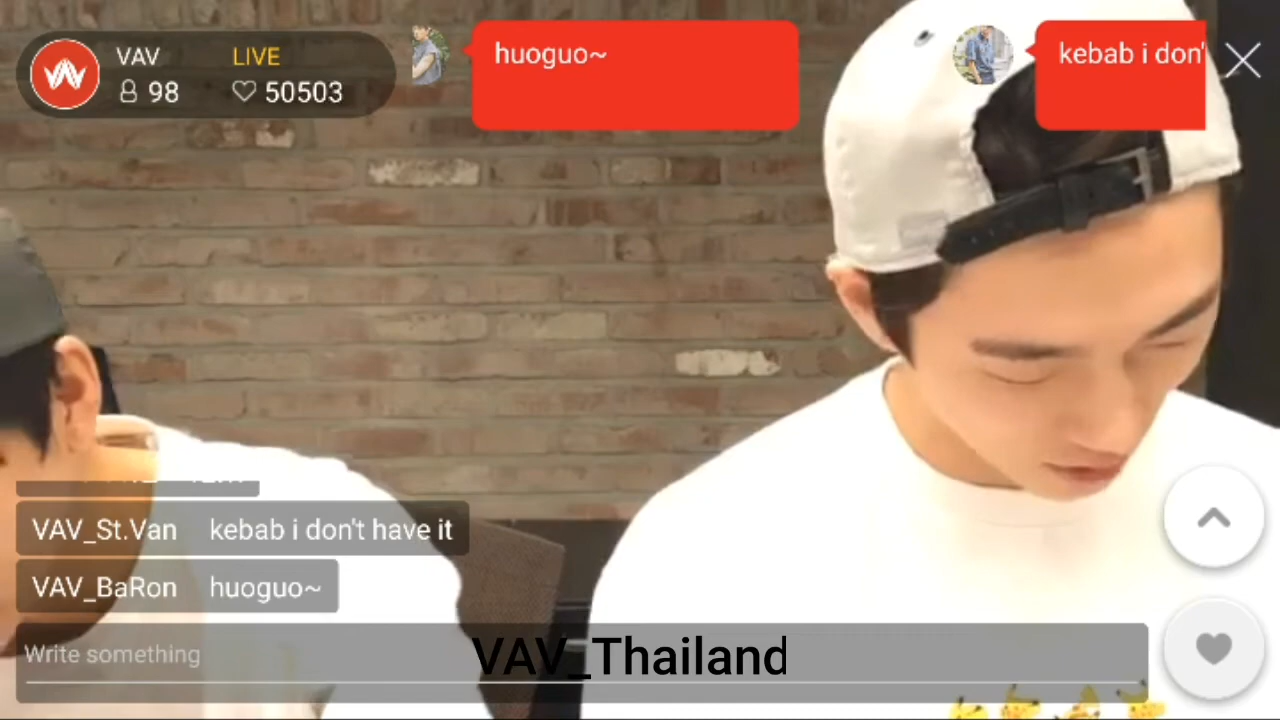 VAV LIVE
98 50503
huoguo~
kebab i don'
VAV_St.Van kebab i don't have it
VAV_BaRon huoguo~
Write something
VAV_Thailand